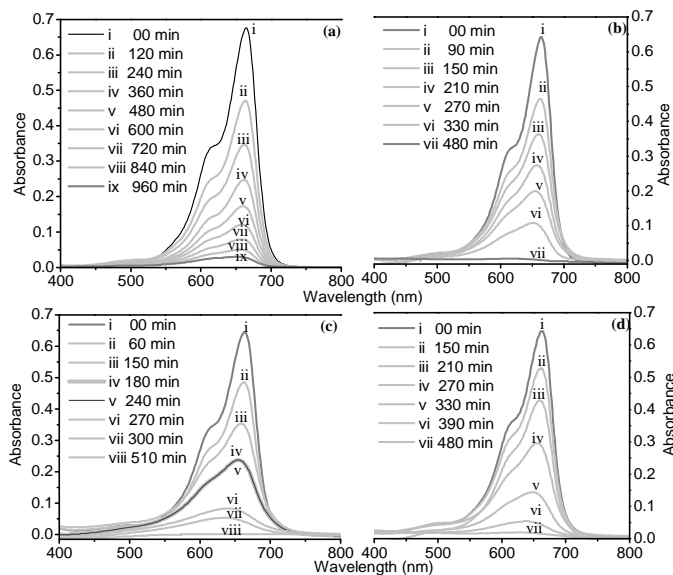 (a)
i 00 min
ii 120 min
iii 240 min
iv 360 min
v 480 min
vi 600 min
vii 720 min
viii 840 min
ix 960 min
i
ii
iii
iv
v
vi
vii
viii
ix
Absorbance
0.7
0.6
0.5
0.4
0.3
0.2
0.1
0.0
400 500 600 700 800
(b)
i 00 min
ii 90 min
iii 150 min
iv 210 min
v 270 min
vi 330 min
vii 480 min
i
ii
iii
iv
v
vi
vii
Absorbance
0.7
0.6
0.5
0.4
0.3
0.2
0.1
0.0
400 500 600 700 800
Wavelength (nm)
(c)
i 00 min
ii 60 min
iii 150 min
iv 180 min
v 240 min
vi 270 min
vii 300 min
viii 510 min
i
ii
iii
iv
v
vi
vii
viii
Absorbance
0.6
0.5
0.4
0.3
0.2
0.1
0.0
400 500 600 700 800
(d)
i 00 min
ii 150 min
iii 210 min
iv 270 min
v 330 min
vi 390 min
vii 480 min
i
ii
iii
iv
v
vi
vii
Absorbance
0.7
0.6
0.5
0.4
0.3
0.2
0.1
0.0
400 500 600 700 800
Wavelength (nm)